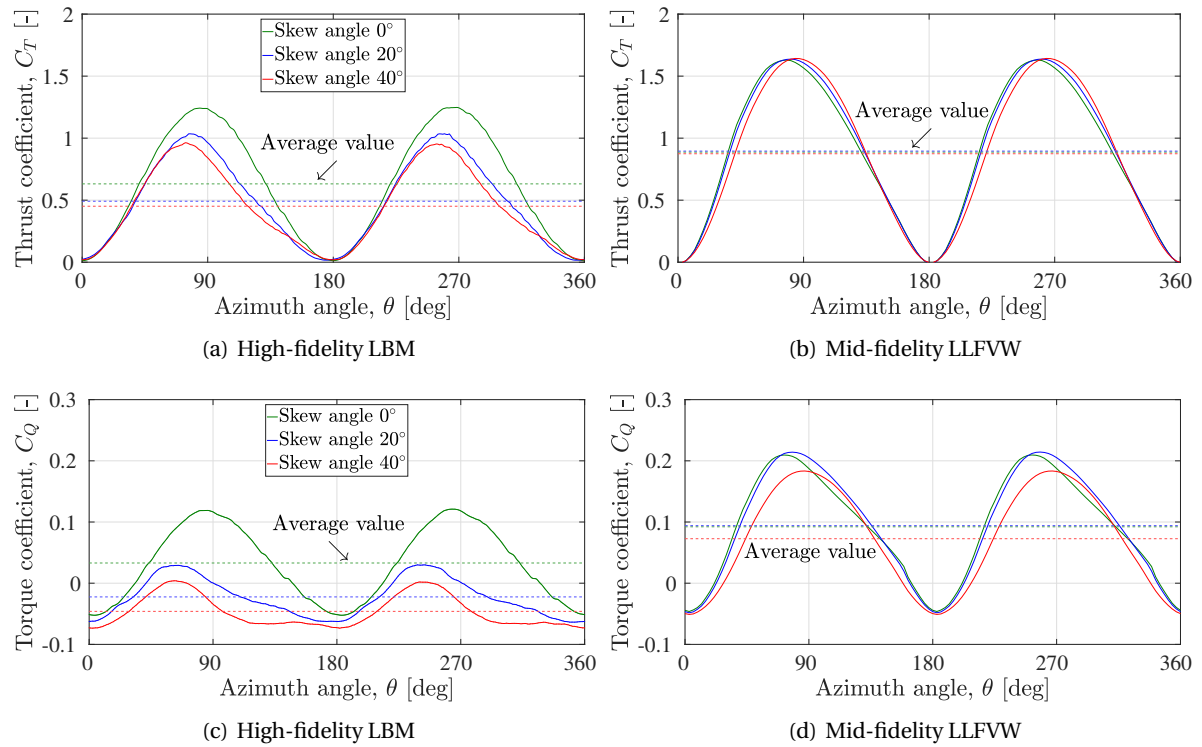 Thrust coefficient, C_T [-]
2
1.5
1
0.5
0
Skew angle 0°
Skew angle 20°
Skew angle 40°
Average value
0 90 180 270 360
Azimuth angle, θ [deg]
(a) High-fidelity LBM
Thrust coefficient, C_T [-]
2
1.5
1
0.5
0
Average value
0 90 180 270 360
Azimuth angle, θ [deg]
(b) Mid-fidelity LLFVW
Torque coefficient, C_Q [-]
0.3
0.2
0.1
0
-0.1
Skew angle 0°
Skew angle 20°
Skew angle 40°
Average value
0 90 180 270 360
Azimuth angle, θ [deg]
(c) High-fidelity LBM
Torque coefficient, C_Q [-]
0.3
0.2
0.1
0
-0.1
Average value
0 90 180 270 360
Azimuth angle, θ [deg]
(d) Mid-fidelity LLFVW